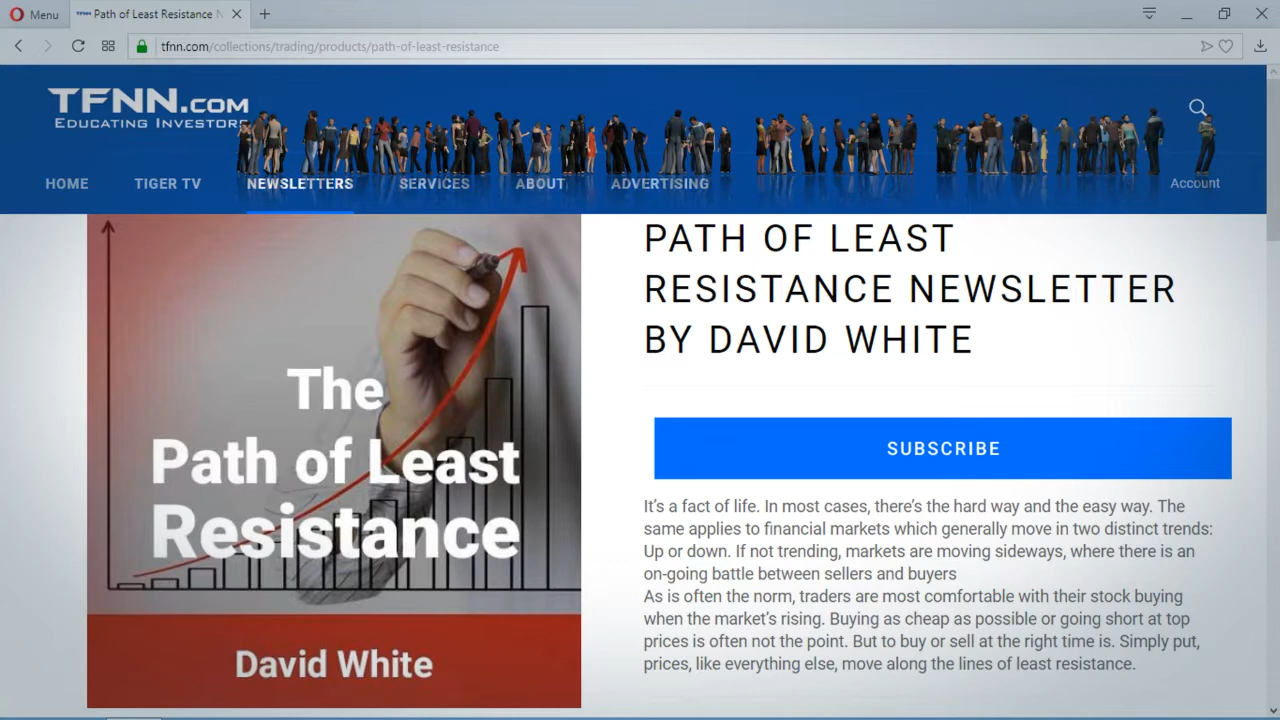 Menu
Path of Least Resistance
tfnn.com/collections/trading/products/path-of-least-resistance
TFNN.COM
EDUCATING INVESTORS
HOME
TIGER TV
NEWSLETTERS
SERVICES
ABOUT
ADVERTISING
Account
The
Path of Least
Resistance
David White
PATH OF LEAST
RESISTANCE NEWSLETTER
BY DAVID WHITE
SUBSCRIBE
It’s a fact of life. In most cases, there’s the hard way and the easy way. The
same applies to financial markets which generally move in two distinct trends:
Up or down. If not trending, markets are moving sideways, where there is an
on-going battle between sellers and buyers
As is often the norm, traders are most comfortable with their stock buying
when the market’s rising. Buying as cheap as possible or going short at top
prices is often not the point. But to buy or sell at the right time is. Simply put,
prices, like everything else, move along the lines of least resistance.